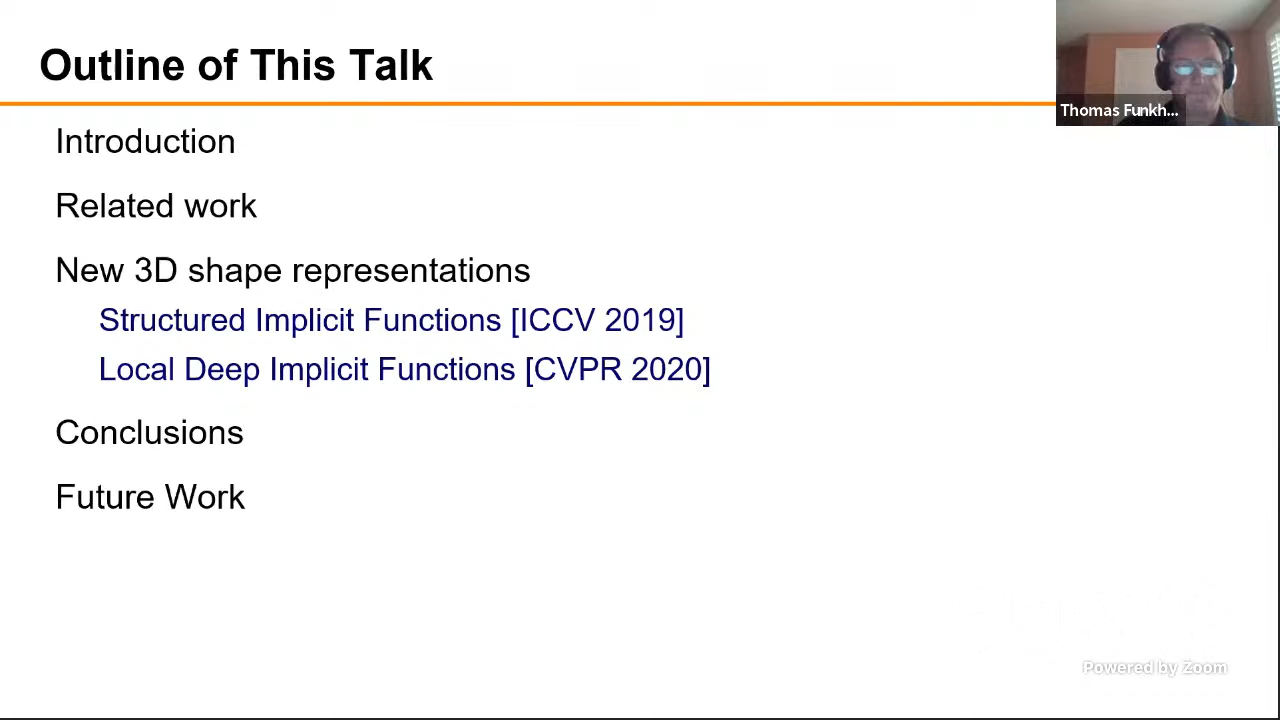 Outline of This Talk
Thomas Funkh...
Introduction
Related work
New 3D shape representations
Structured Implicit Functions [ICCV 2019]
Local Deep Implicit Functions [CVPR 2020]
Conclusions
Future Work
Powered by Zoom